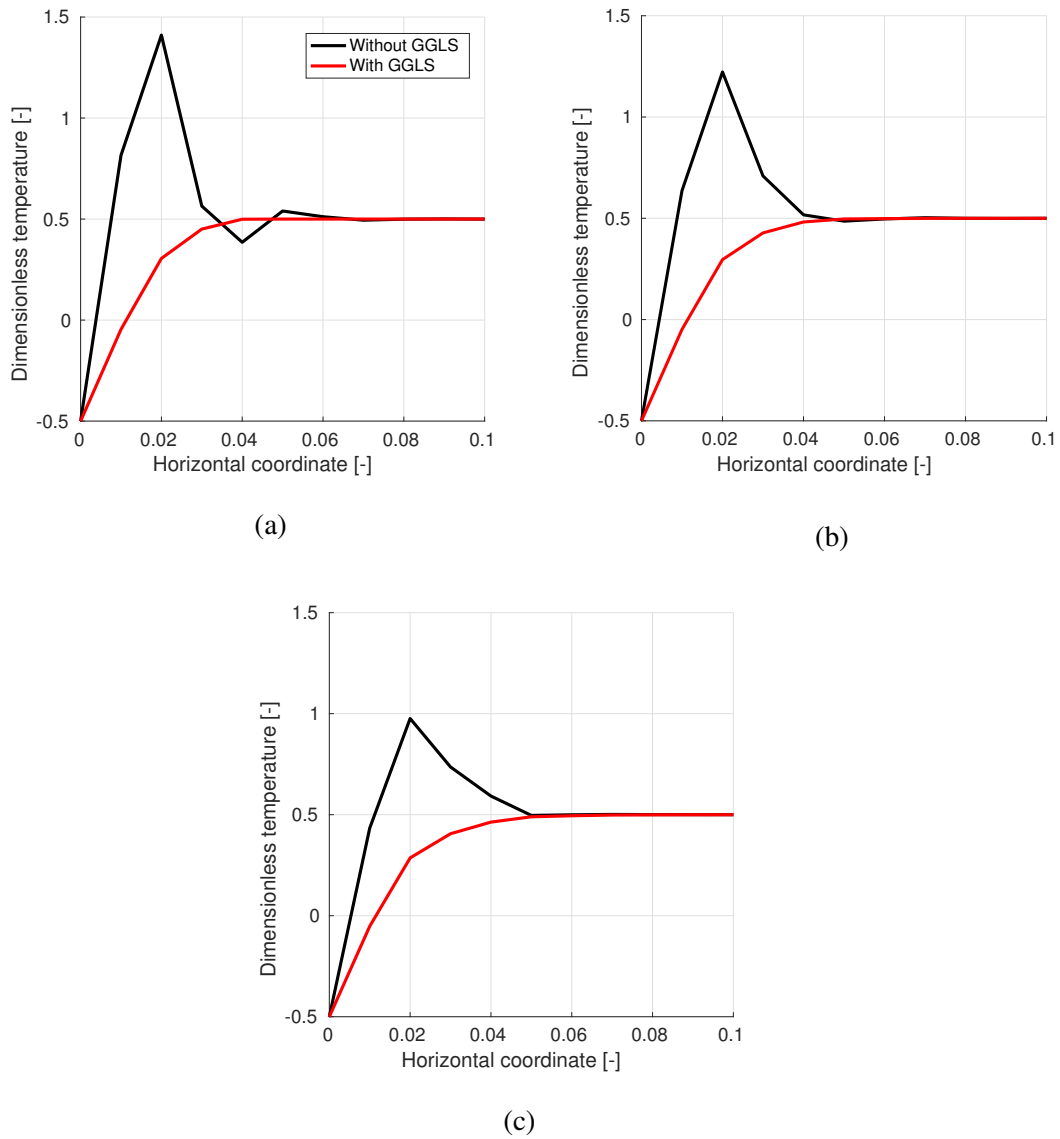 1.5
1
0.5
0
-0.5
Dimensionless temperature [-]
Without GGLS
With GGLS
0 0.02 0.04 0.06 0.08 0.1
Horizontal coordinate [-]
(a)
1.5
1
0.5
0
-0.5
Dimensionless temperature [-]
0 0.02 0.04 0.06 0.08 0.1
Horizontal coordinate [-]
(b)
1.5
1
0.5
0
-0.5
Dimensionless temperature [-]
0 0.02 0.04 0.06 0.08 0.1
Horizontal coordinate [-]
(c)